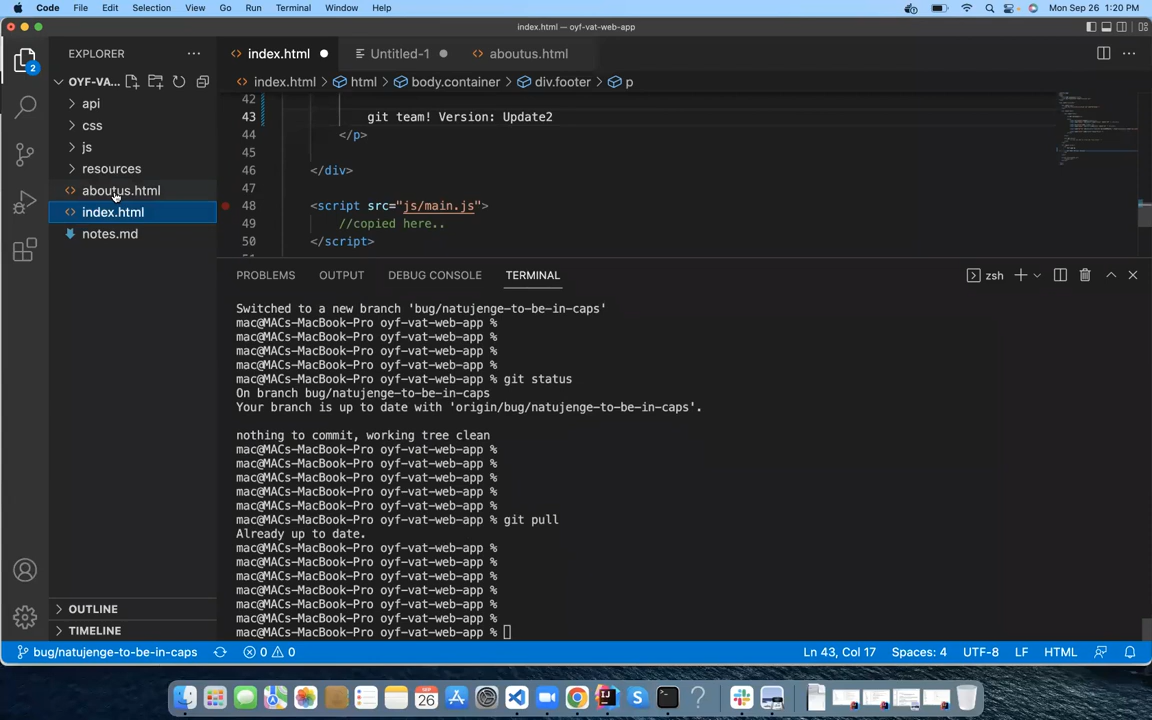 Code File Edit Selection View Go Run Terminal Window Help Mon Sep 26 1:20 PM
index.html — oyf-vat-web-app
EXPLORER
index.html Untitled-1 aboutus.html
OYF-VA...
index.html > html > body.container > div.footer > p
2
api
css
js
resources
aboutus.html
index.html
notes.md
42
43 git team! Version: Update2
44 </p>
45
46 </div>
47
48 <script src="js/main.js">
49 //copied here..
50 </script>
PROBLEMS OUTPUT DEBUG CONSOLE TERMINAL
zsh
Switched to a new branch 'bug/natujenge-to-be-in-caps'
mac@MACs-MacBook-Pro oyf-vat-web-app %
mac@MACs-MacBook-Pro oyf-vat-web-app %
mac@MACs-MacBook-Pro oyf-vat-web-app %
mac@MACs-MacBook-Pro oyf-vat-web-app %
mac@MACs-MacBook-Pro oyf-vat-web-app % git status
On branch bug/natujenge-to-be-in-caps
Your branch is up to date with 'origin/bug/natujenge-to-be-in-caps'.
nothing to commit, working tree clean
mac@MACs-MacBook-Pro oyf-vat-web-app %
mac@MACs-MacBook-Pro oyf-vat-web-app %
mac@MACs-MacBook-Pro oyf-vat-web-app %
mac@MACs-MacBook-Pro oyf-vat-web-app %
mac@MACs-MacBook-Pro oyf-vat-web-app %
mac@MACs-MacBook-Pro oyf-vat-web-app % git pull
Already up to date.
mac@MACs-MacBook-Pro oyf-vat-web-app %
mac@MACs-MacBook-Pro oyf-vat-web-app %
mac@MACs-MacBook-Pro oyf-vat-web-app %
mac@MACs-MacBook-Pro oyf-vat-web-app %
mac@MACs-MacBook-Pro oyf-vat-web-app %
mac@MACs-MacBook-Pro oyf-vat-web-app %
mac@MACs-MacBook-Pro oyf-vat-web-app %
OUTLINE
TIMELINE
bug/natujenge-to-be-in-caps 0 0 Ln 43, Col 17 Spaces: 4 UTF-8 LF HTML
SEP
26